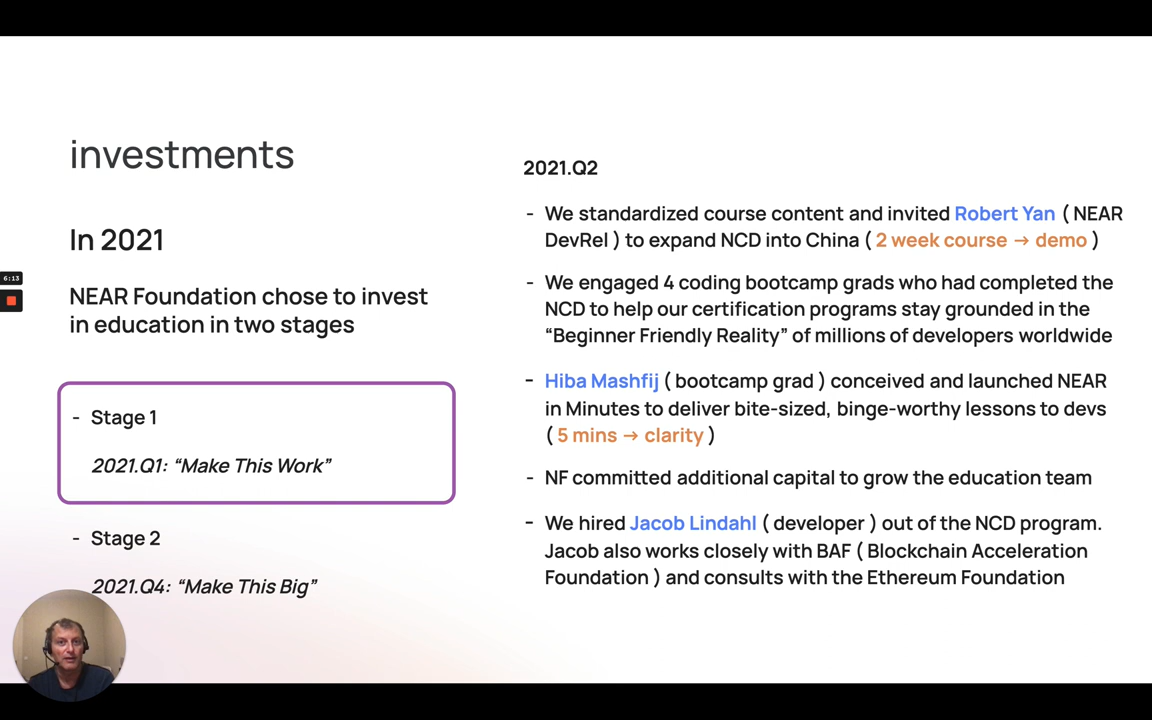 investments
In 2021
NEAR Foundation chose to invest
in education in two stages
- Stage 1
2021.Q1: “Make This Work”
- Stage 2
2021.Q4: “Make This Big”
2021.Q2
- We standardized course content and invited Robert Yan ( NEAR
DevRel ) to expand NCD into China ( 2 week course → demo )
- We engaged 4 coding bootcamp grads who had completed the
NCD to help our certification programs stay grounded in the
“Beginner Friendly Reality” of millions of developers worldwide
- Hiba Mashfij ( bootcamp grad ) conceived and launched NEAR
in Minutes to deliver bite-sized, binge-worthy lessons to devs
( 5 mins → clarity )
- NF committed additional capital to grow the education team
- We hired Jacob Lindahl ( developer ) out of the NCD program.
Jacob also works closely with BAF ( Blockchain Acceleration
Foundation ) and consults with the Ethereum Foundation
6:13